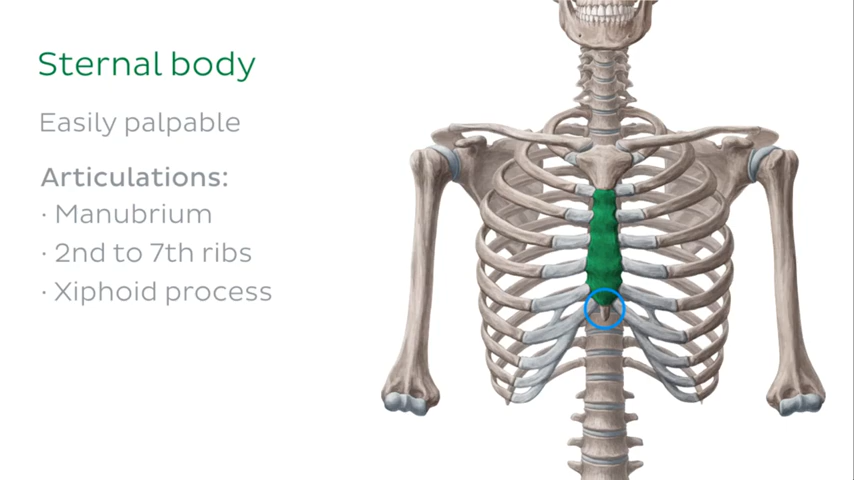 Sternal body
Easily palpable
Articulations:
· Manubrium
· 2nd to 7th ribs
· Xiphoid process